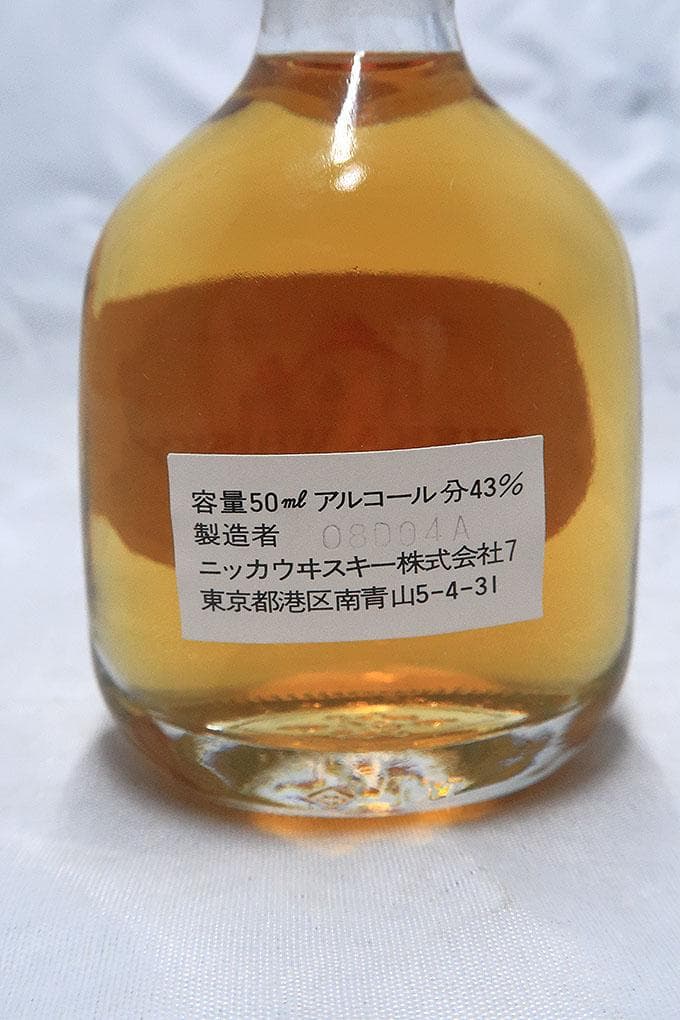 容量50㎖ アルコール分43%
製造者 08D04A
ニッカウヰスキー株式会社7
東京都港区南青山5-4-31